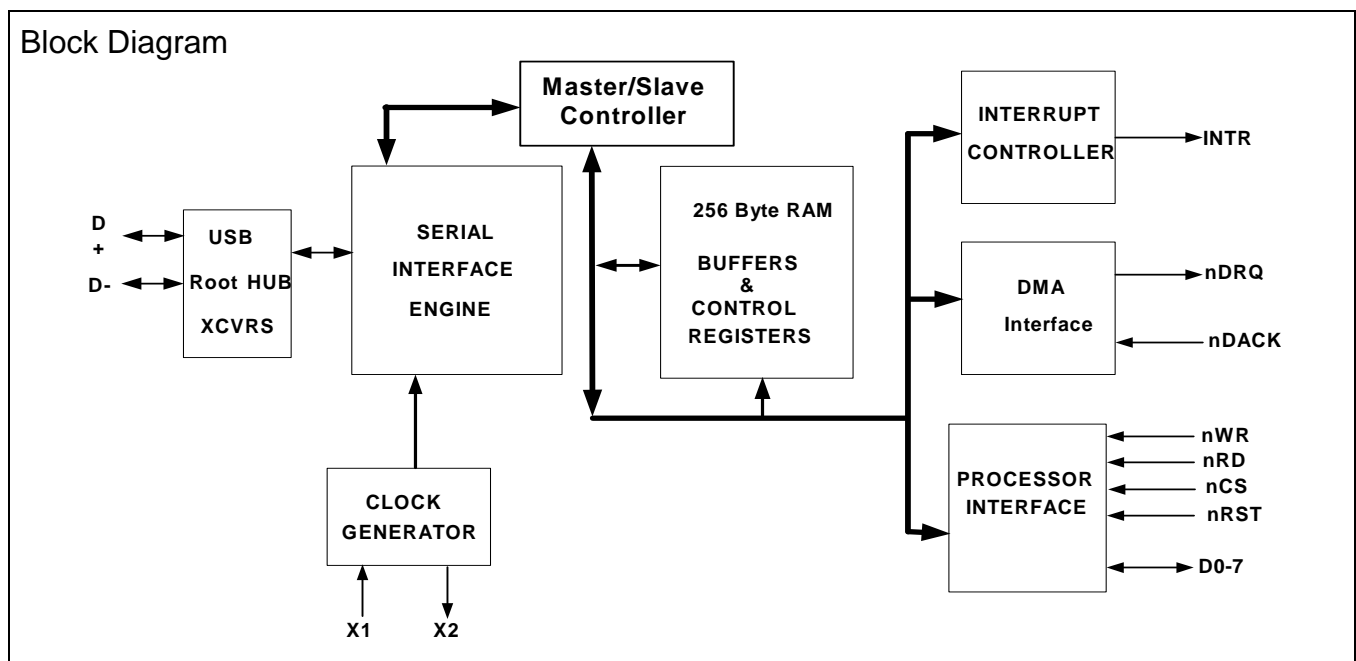 Block Diagram
Master/Slave
Controller
INTERRUPT
CONTROLLER
INTR
256 Byte RAM
BUFFERS
&
CONTROL
REGISTERS
SERIAL
INTERFACE
ENGINE
D
+
D-
USB
Root HUB
XCVRS
DMA
Interface
nDRQ
nDACK
PROCESSOR
INTERFACE
nWR
nRD
nCS
nRST
D0-7
CLOCK
GENERATOR
X1
X2